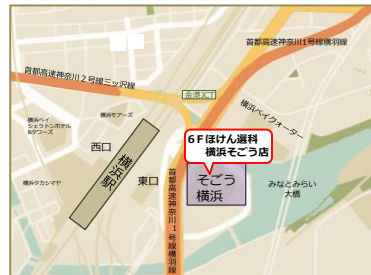 首都高速神奈川1号線横羽線
首都高速神奈川2号線三ツ沢線
金港JCT
横浜ベイ
シェラトンホテル
&タワーズ
横浜モアーズ
横浜ベイクォーター
6Fほけん選科
横浜そごう店
西口
横浜駅
東口
そごう
横浜
横浜タカシマヤ
みなとみらい
大橋
首都高速神奈川1号線横羽線